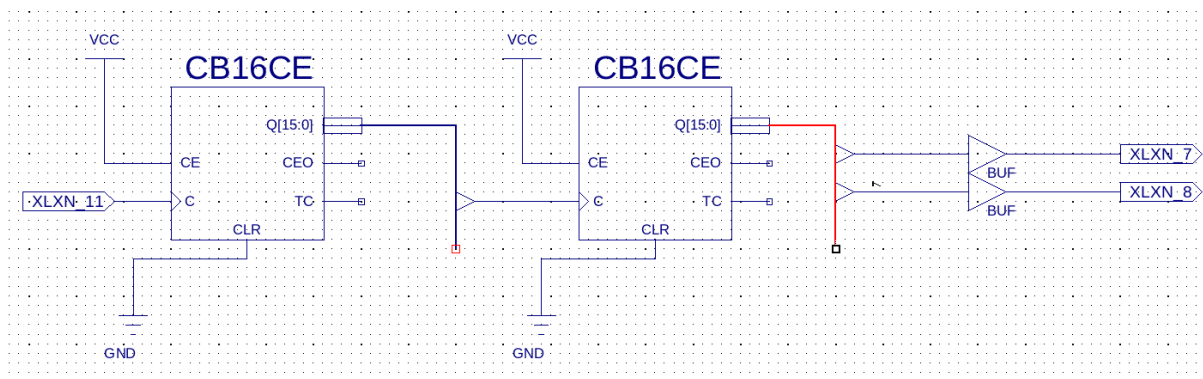 VCC
CB16CE
Q[15:0]
CE
CEO
XLXN_11
C
TC
CLR
GND
VCC
CB16CE
Q[15:0]
CE
CEO
C
TC
CLR
GND
XLXN_7
BUF
XLXN_8
BUF